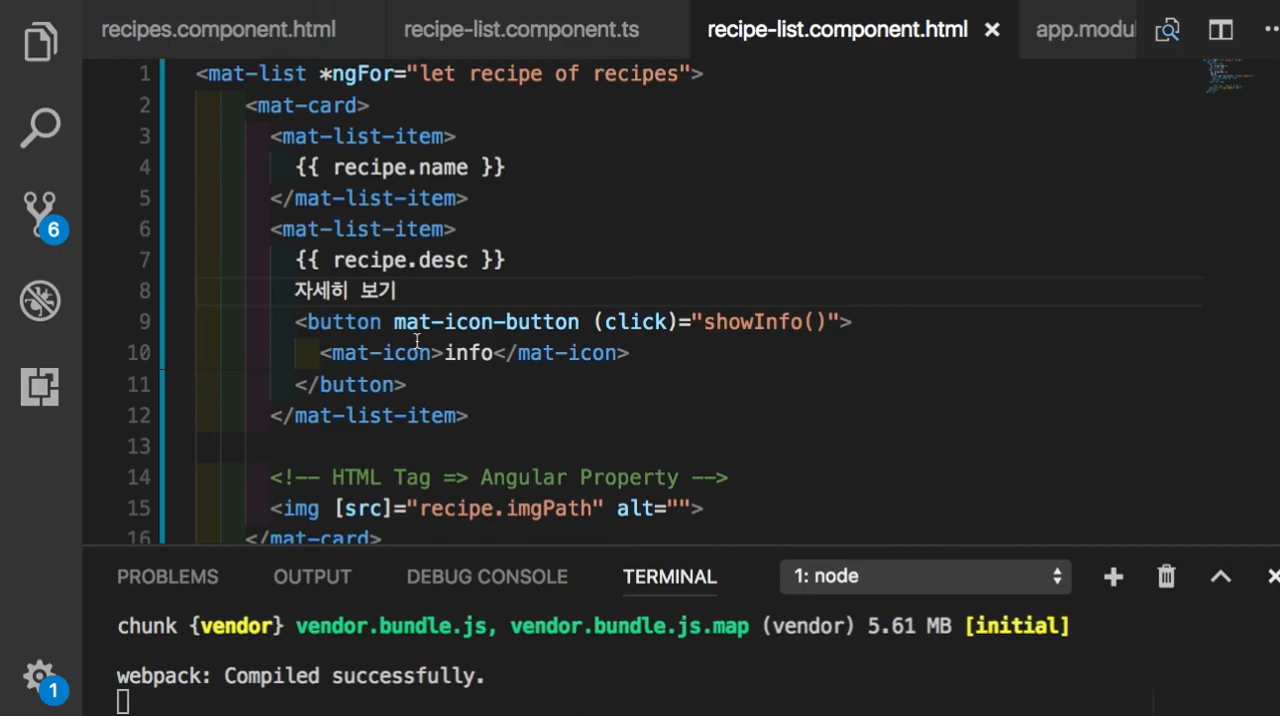 recipes.component.html recipe-list.component.ts recipe-list.component.html app.modul
1 <mat-list *ngFor="let recipe of recipes">
2 <mat-card>
3 <mat-list-item>
4 {{ recipe.name }}
5 </mat-list-item>
6 <mat-list-item>
7 {{ recipe.desc }}
8 자세히 보기
9 <button mat-icon-button (click)="showInfo()">
10 <mat-icon>info</mat-icon>
11 </button>
12 </mat-list-item>
13
14 <!-- HTML Tag => Angular Property -->
15 <img [src]="recipe.imgPath" alt="">
16 </mat-card>
6
1
PROBLEMS OUTPUT DEBUG CONSOLE TERMINAL 1: node
chunk {vendor} vendor.bundle.js, vendor.bundle.js.map (vendor) 5.61 MB [initial]
webpack: Compiled successfully.